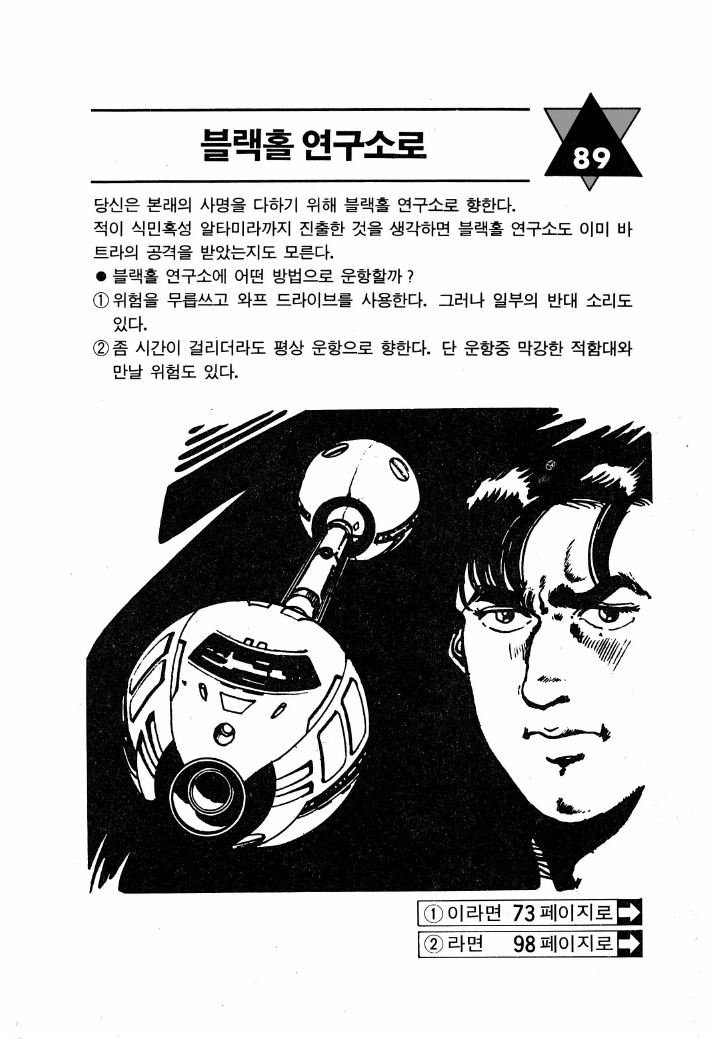 블랙홀 연구소로
89
당신은 본래의 사명을 다하기 위해 블랙홀 연구소로 향한다.
적이 식민혹성 알타미라까지 진출한 것을 생각하면 블랙홀 연구소도 이미 바
트라의 공격을 받았는지도 모른다.
● 블랙홀 연구소에 어떤 방법으로 운항할까?
① 위험을 무릅쓰고 와프 드라이브를 사용한다. 그러나 일부의 반대 소리도
있다.
② 좀 시간이 걸리더라도 평상 운항으로 향한다. 단 운항중 막강한 적함대와
만날 위험도 있다.
① 이라면 73 페이지로
② 라면 98 페이지로